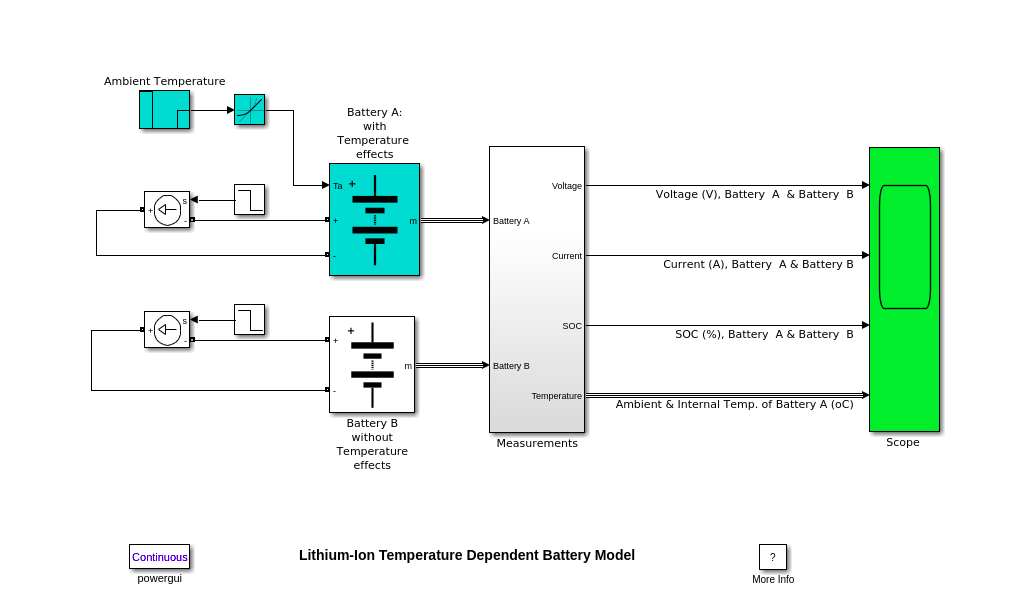 Ambient Temperature
Battery A:
with
Temperature
effects
Ta
+
+
-
m
s
+
-
Battery A
Battery B
Voltage
Current
SOC
Temperature
Voltage (V), Battery  A  & Battery  B
Current (A), Battery  A & Battery B
SOC (%), Battery  A & Battery  B
Ambient & Internal Temp. of Battery A (oC)
s
+
-
+
+
-
m
Battery B
without
Temperature
effects
Measurements
Scope
Continuous
powergui
Lithium-Ion Temperature Dependent Battery Model
?
More Info